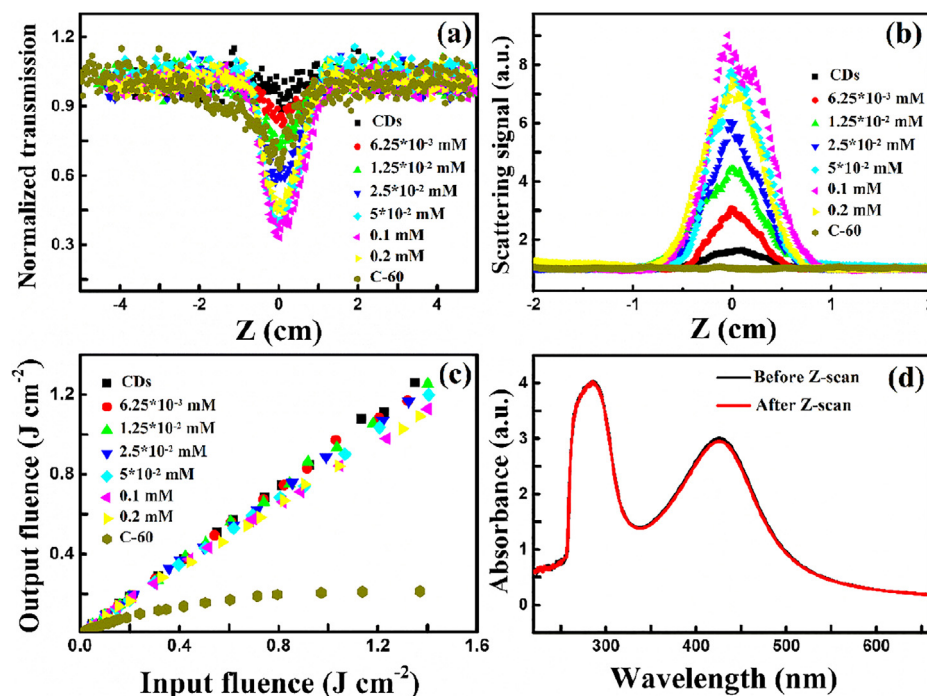 (a)
Normalized transmission
1.2
0.9
0.6
0.3
CDs
6.25*10⁻³ mM
1.25*10⁻² mM
2.5*10⁻² mM
5*10⁻² mM
0.1 mM
0.2 mM
C-60
-4 -2 0 2 4
Z (cm)
(b)
Scattering signal (a.u.)
8
6
4
2
CDs
6.25*10⁻³ mM
1.25*10⁻² mM
2.5*10⁻² mM
5*10⁻² mM
0.1 mM
0.2 mM
C-60
-2 -1 0 1 2
Z (cm)
(c)
Output fluence (J cm⁻²)
1.2
0.8
0.4
CDs
6.25*10⁻³ mM
1.25*10⁻² mM
2.5*10⁻² mM
5*10⁻² mM
0.1 mM
0.2 mM
C-60
0.0 0.4 0.8 1.2 1.6
Input fluence (J cm⁻²)
(d)
Absorbance (a.u.)
4
3
2
1
0
Before Z-scan
After Z-scan
300 400 500 600
Wavelength (nm)